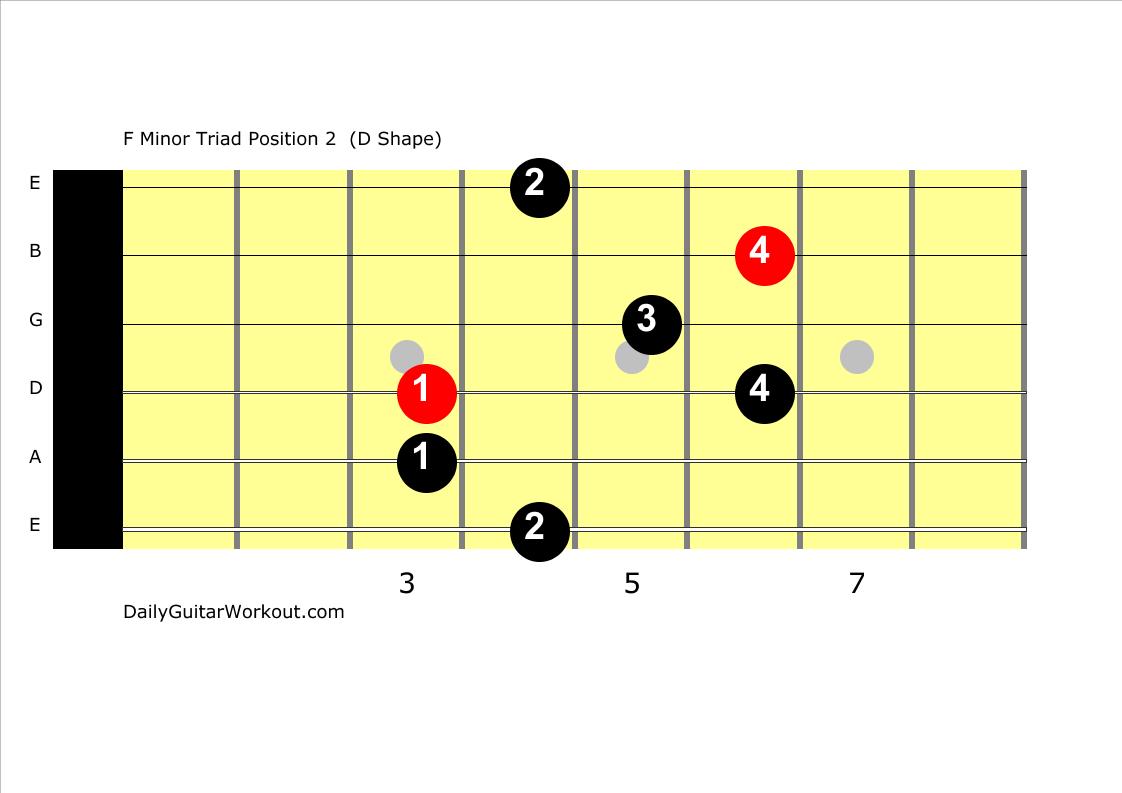 F Minor Triad Position 2 (D Shape)
E 2
B 4
G 3
D 1 4
A 1
E 2
3 5 7
DailyGuitarWorkout.com